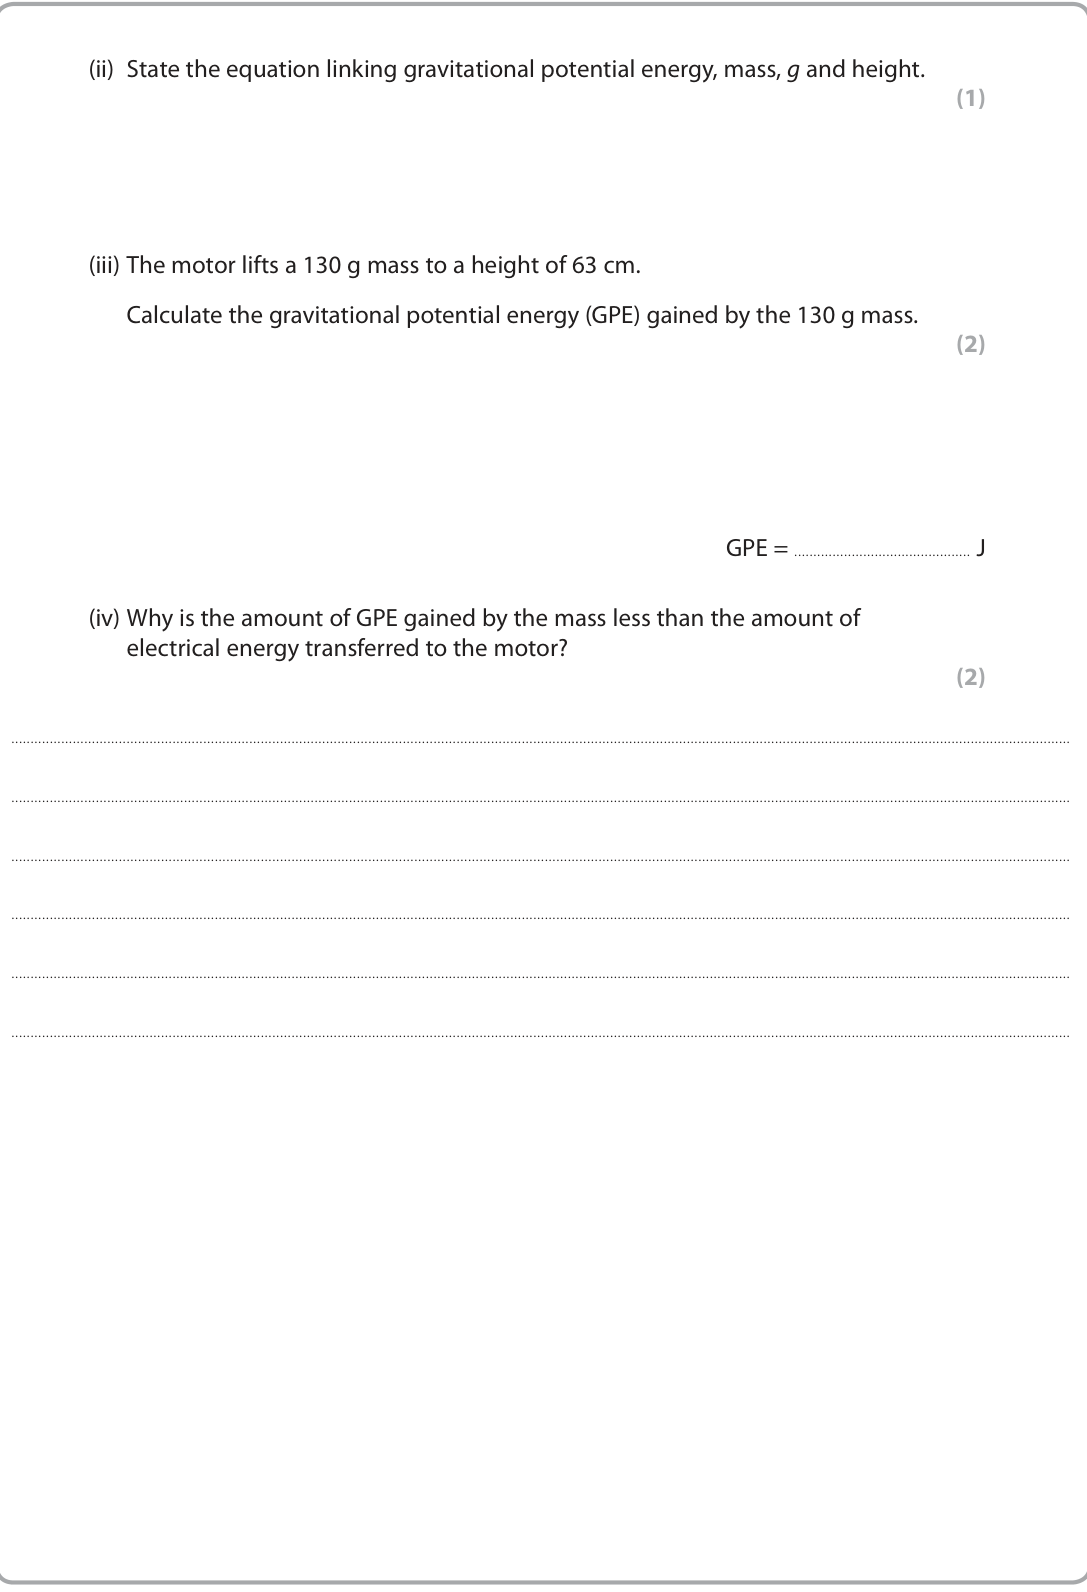 (ii) State the equation linking gravitational potential energy, mass, g and height.
(1)
(iii) The motor lifts a 130 g mass to a height of 63 cm.
Calculate the gravitational potential energy (GPE) gained by the 130 g mass.
(2)
GPE = ............................................. J
(iv) Why is the amount of GPE gained by the mass less than the amount of
electrical energy transferred to the motor?
(2)